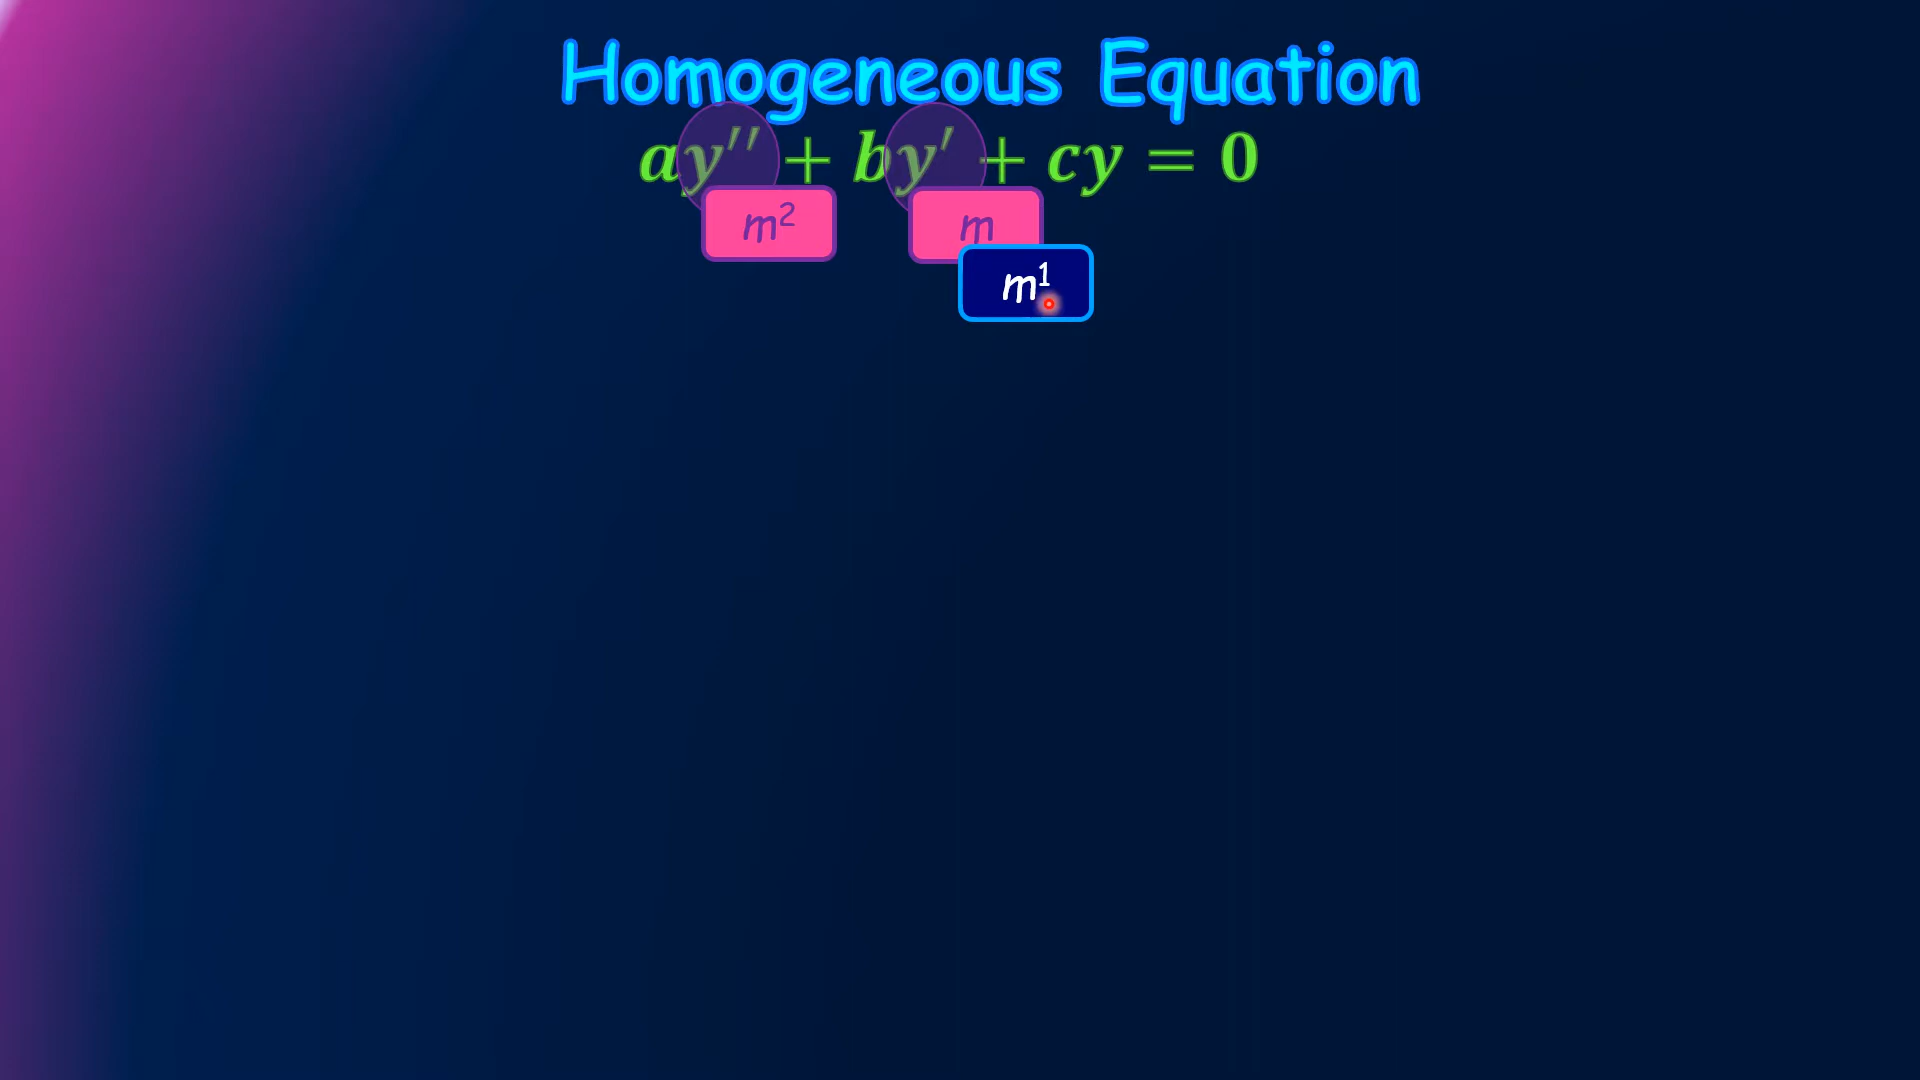 Homogeneous Equation
ay′′ + by′ + cy = 0
m² m
m¹